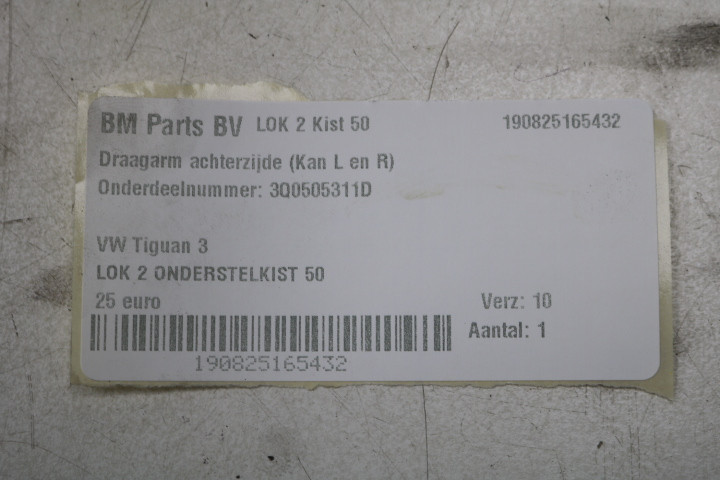 BM Parts BV LOK 2 Kist 50 190825165432
Draagarm achterzijde (Kan L en R)
Onderdeelnummer: 3Q0505311D
VW Tiguan 3
LOK 2 ONDERSTELKIST 50
25 euro Verz: 10
Aantal: 1
190825165432